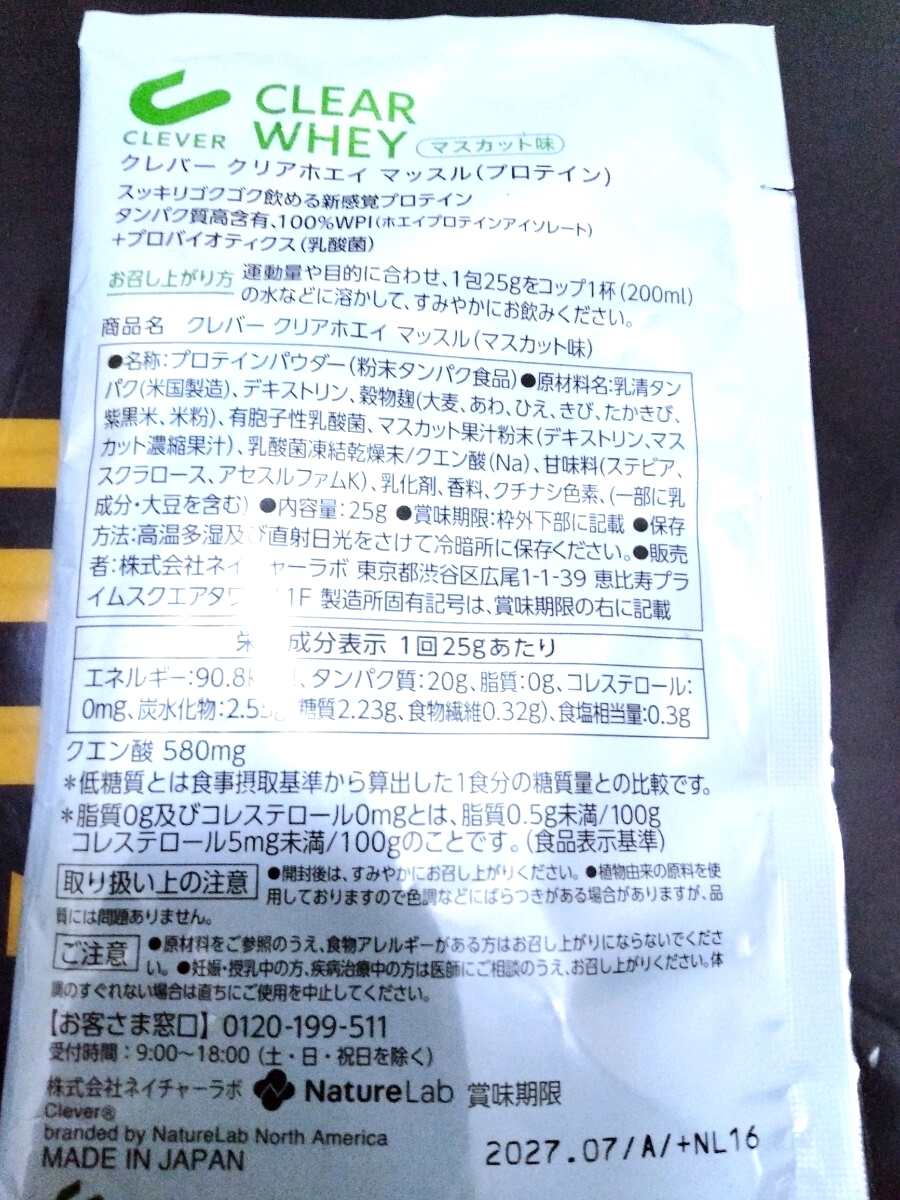 CLEVER
CLEAR
WHEY マスカット味
クレバー クリアホエイ マッスル(プロテイン)
スッキリゴクゴク飲める新感覚プロテイン
タンパク質高含有、100%WPI(ホエイプロテインアイソレート)
+プロバイオティクス(乳酸菌)
お召し上がり方 運動量や目的に合わせ、1包25gをコップ1杯(200ml)
の水などに溶かして、すみやかにお飲みください。
商品名 クレバー クリアホエイ マッスル(マスカット味)
●名称:プロテインパウダー(粉末タンパク食品)●原材料名:乳清タン
パク(米国製造)、デキストリン、穀物麹(大麦、あわ、ひえ、きび、たかきび、
紫黒米、米粉)、有胞子性乳酸菌、マスカット果汁粉末(デキストリン、マス
カット濃縮果汁)、乳酸菌凍結乾燥末/クエン酸(Na)、甘味料(ステビア、
スクラロース、アセスルファムK)、乳化剤、香料、クチナシ色素、(一部に乳
成分・大豆を含む) ●内容量:25g ●賞味期限:枠外下部に記載 ●保存
方法:高温多湿及び直射日光をさけて冷暗所に保存ください。●販売
者:株式会社ネイチャーラボ 東京都渋谷区広尾1-1-39 恵比寿プラ
イムスクエアタワ 1F 製造所固有記号は、賞味期限の右に記載
栄 成分表示 1回25gあたり
エネルギー:90.8 、タンパク質:20g、脂質:0g、コレステロール:
0mg、炭水化物:2.55g 糖質2.23g、食物繊維0.32g)、食塩相当量:0.3g
クエン酸 580mg
*低糖質とは食事摂取基準から算出した1食分の糖質量との比較です。
*脂質0g及びコレステロール0mgとは、脂質0.5g未満/100g
コレステロール5mg未満/100gのことです。(食品表示基準)
取り扱い上の注意 ●開封後は、すみやかにお召し上がりください。●植物由来の原料を使
用しておりますので色調などにばらつきがある場合がありますが、品
質には問題ありません。
ご注意 ●原材料をご参照のうえ、食物アレルギーがある方はお召し上がりにならないでくださ
い。●妊娠・授乳中の方、疾病治療中の方は医師にご相談のうえ、お召し上がりください。体
調のすぐれない場合は直ちにご使用を中止してください。
【お客さま窓口】0120-199-511
受付時間:9:00~18:00 (土・日・祝日を除く)
株式会社ネイチャーラボ NatureLab 賞味期限
Clever®
branded by NatureLab North America
MADE IN JAPAN
2027.07/A/+NL16